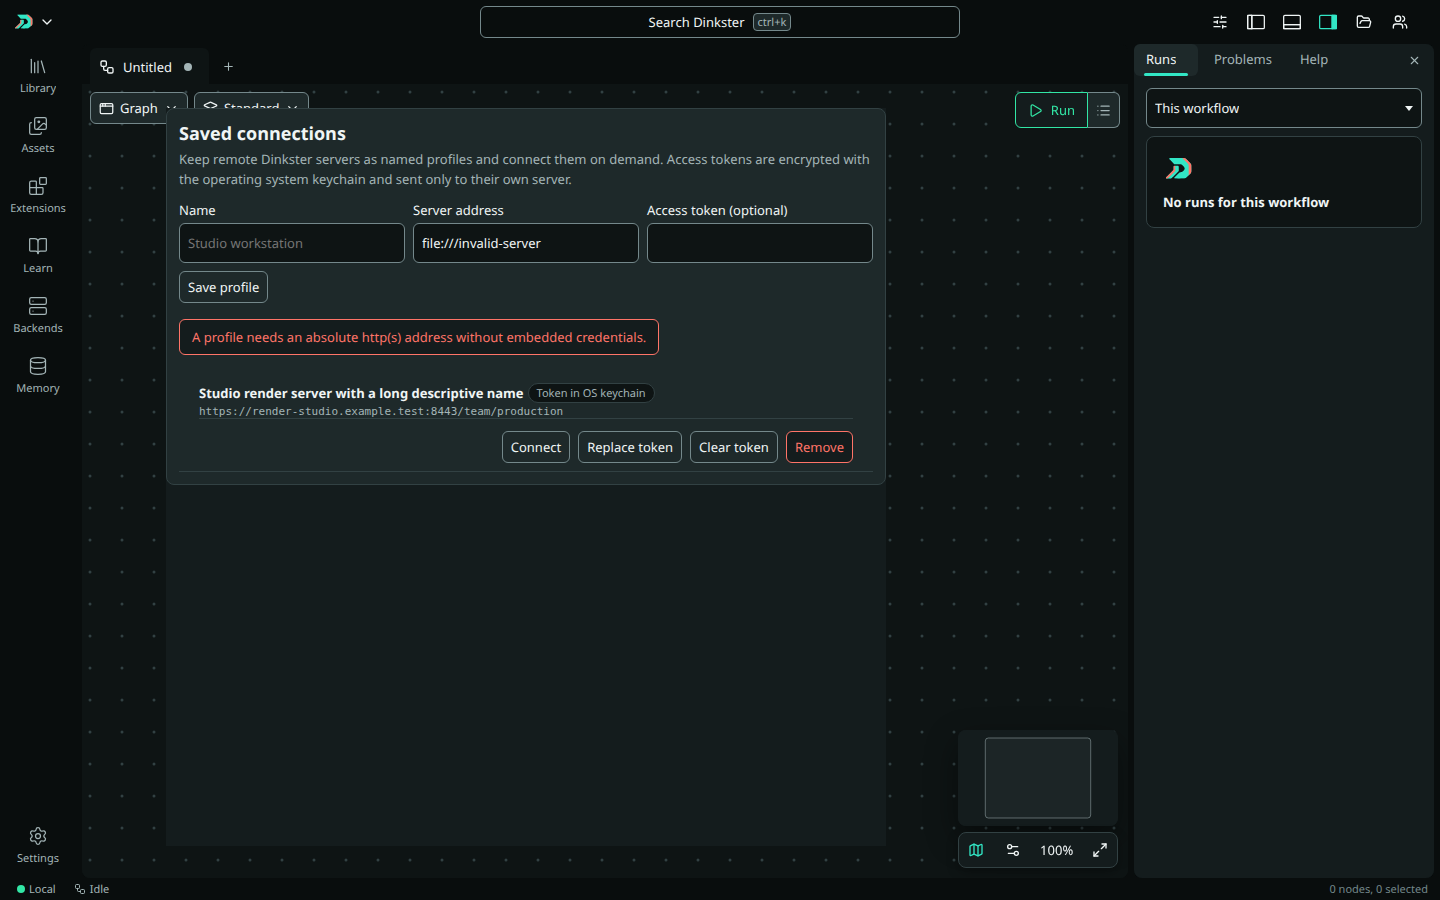 Search Dinkster ctrl+k
Library
Assets
Extensions
Learn
Backends
Memory
Settings
Untitled
Graph
Standard
Run
Saved connections
Keep remote Dinkster servers as named profiles and connect them on demand. Access tokens are encrypted with
the operating system keychain and sent only to their own server.
Name
Server address
Access token (optional)
Studio workstation
file:///invalid-server
Save profile
A profile needs an absolute http(s) address without embedded credentials.
Studio render server with a long descriptive name Token in OS keychain
https://render-studio.example.test:8443/team/production
Connect
Replace token
Clear token
Remove
100%
Runs
Problems
Help
This workflow
No runs for this workflow
Local
Idle
0 nodes, 0 selected